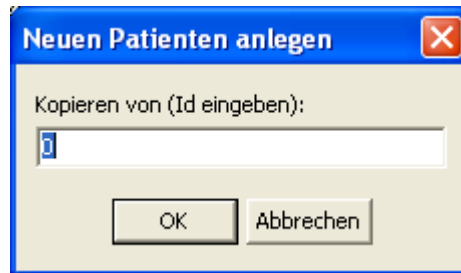 Neuen Patienten anlegen
Kopieren von (Id eingeben):
0
OK Abbrechen